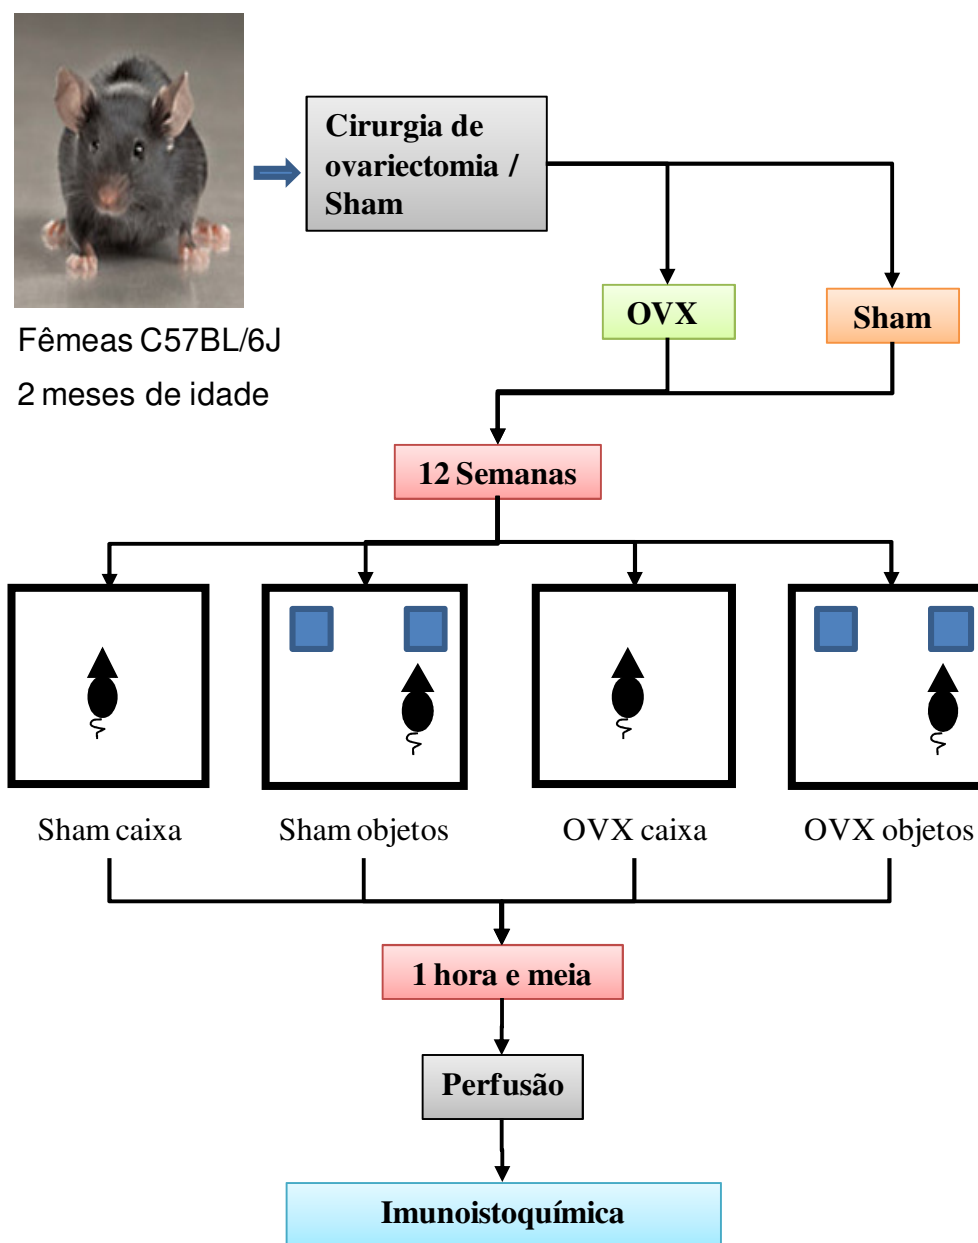 Cirurgia de
ovariectomia /
Sham
OVX
Sham
Fêmeas C57BL/6J
2 meses de idade
12 Semanas
Sham caixa
Sham objetos
OVX caixa
OVX objetos
1 hora e meia
Perfusão
Imunoistoquímica